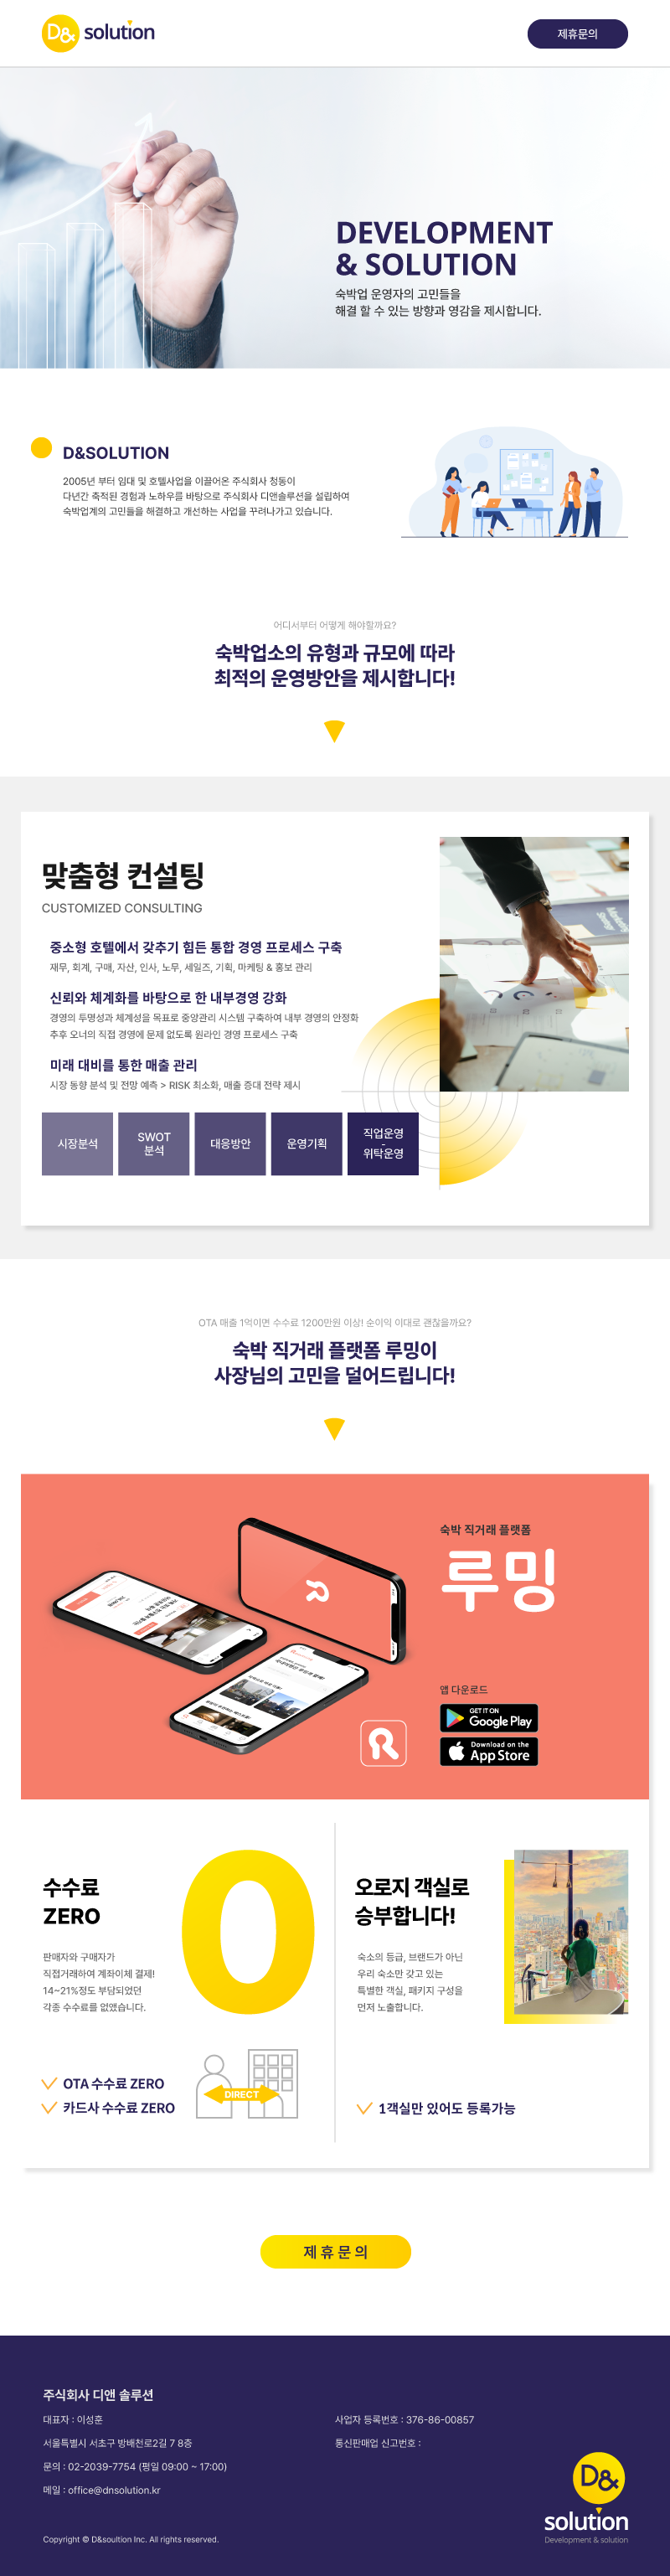 D& solution
제휴문의
DEVELOPMENT
& SOLUTION
숙박업 운영자의 고민들을
해결 할 수 있는 방향과 영감을 제시합니다.
D&SOLUTION
2005년 부터 임대 및 호텔사업을 이끌어온 주식회사 청동이
다년간 축적된 경험과 노하우를 바탕으로 주식회사 디앤솔루션을 설립하여
숙박업계의 고민들을 해결하고 개선하는 사업을 꾸려나가고 있습니다.
어디서부터 어떻게 해야할까요?
숙박업소의 유형과 규모에 따라
최적의 운영방안을 제시합니다!
맞춤형 컨설팅
CUSTOMIZED CONSULTING
중소형 호텔에서 갖추기 힘든 통합 경영 프로세스 구축
재무, 회계, 구매, 자산, 인사, 노무, 세일즈, 기획, 마케팅 & 홍보 관리
신뢰와 체계화를 바탕으로 한 내부경영 강화
경영의 투명성과 체계성을 목표로 중앙관리 시스템 구축하여 내부 경영의 안정화
추후 오너의 직접 경영에 문제 없도록 원라인 경영 프로세스 구축
미래 대비를 통한 매출 관리
시장 동향 분석 및 전망 예측 > RISK 최소화, 매출 증대 전략 제시
시장분석
SWOT
분석
대응방안
운영기획
직업운영
-
위탁운영
OTA 매출 1억이면 수수료 1200만원 이상! 순이익 이대로 괜찮을까요?
숙박 직거래 플랫폼 루밍이
사장님의 고민을 덜어드립니다!
숙박 직거래 플랫폼
루밍
앱 다운로드
GET IT ON
Google Play
Download on the
App Store
수수료
ZERO
0
판매자와 구매자가
직접거래하여 계좌이체 결제!
14~21%정도 부담되었던
각종 수수료를 없앴습니다.
OTA 수수료 ZERO
카드사 수수료 ZERO
DIRECT
오로지 객실로
승부합니다!
숙소의 등급, 브랜드가 아닌
우리 숙소만 갖고 있는
특별한 객실, 패키지 구성을
먼저 노출합니다.
1객실만 있어도 등록가능
제휴문의
주식회사 디앤 솔루션
대표자 : 이성훈
서울특별시 서초구 방배천로2길 7 8층
문의 : 02-2039-7754 (평일 09:00 ~ 17:00)
메일 : office@dnsolution.kr
사업자 등록번호 : 376-86-00857
통신판매업 신고번호 :
Copyright © D&soultion Inc. All rights reserved.
D&
solution
Development & solution